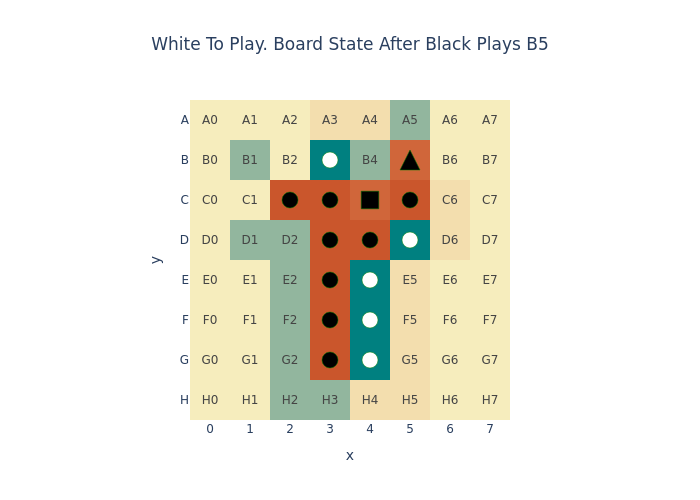 White To Play. Board State After Black Plays B5
A A0 A1 A2 A3 A4 A5 A6 A7
B B0 B1 B2 B4 B6 B7
C C0 C1 C6 C7
D D0 D1 D2 D6 D7
y
E E0 E1 E2 E5 E6 E7
F F0 F1 F2 F5 F6 F7
G G0 G1 G2 G5 G6 G7
H H0 H1 H2 H3 H4 H5 H6 H7
0 1 2 3 4 5 6 7
x